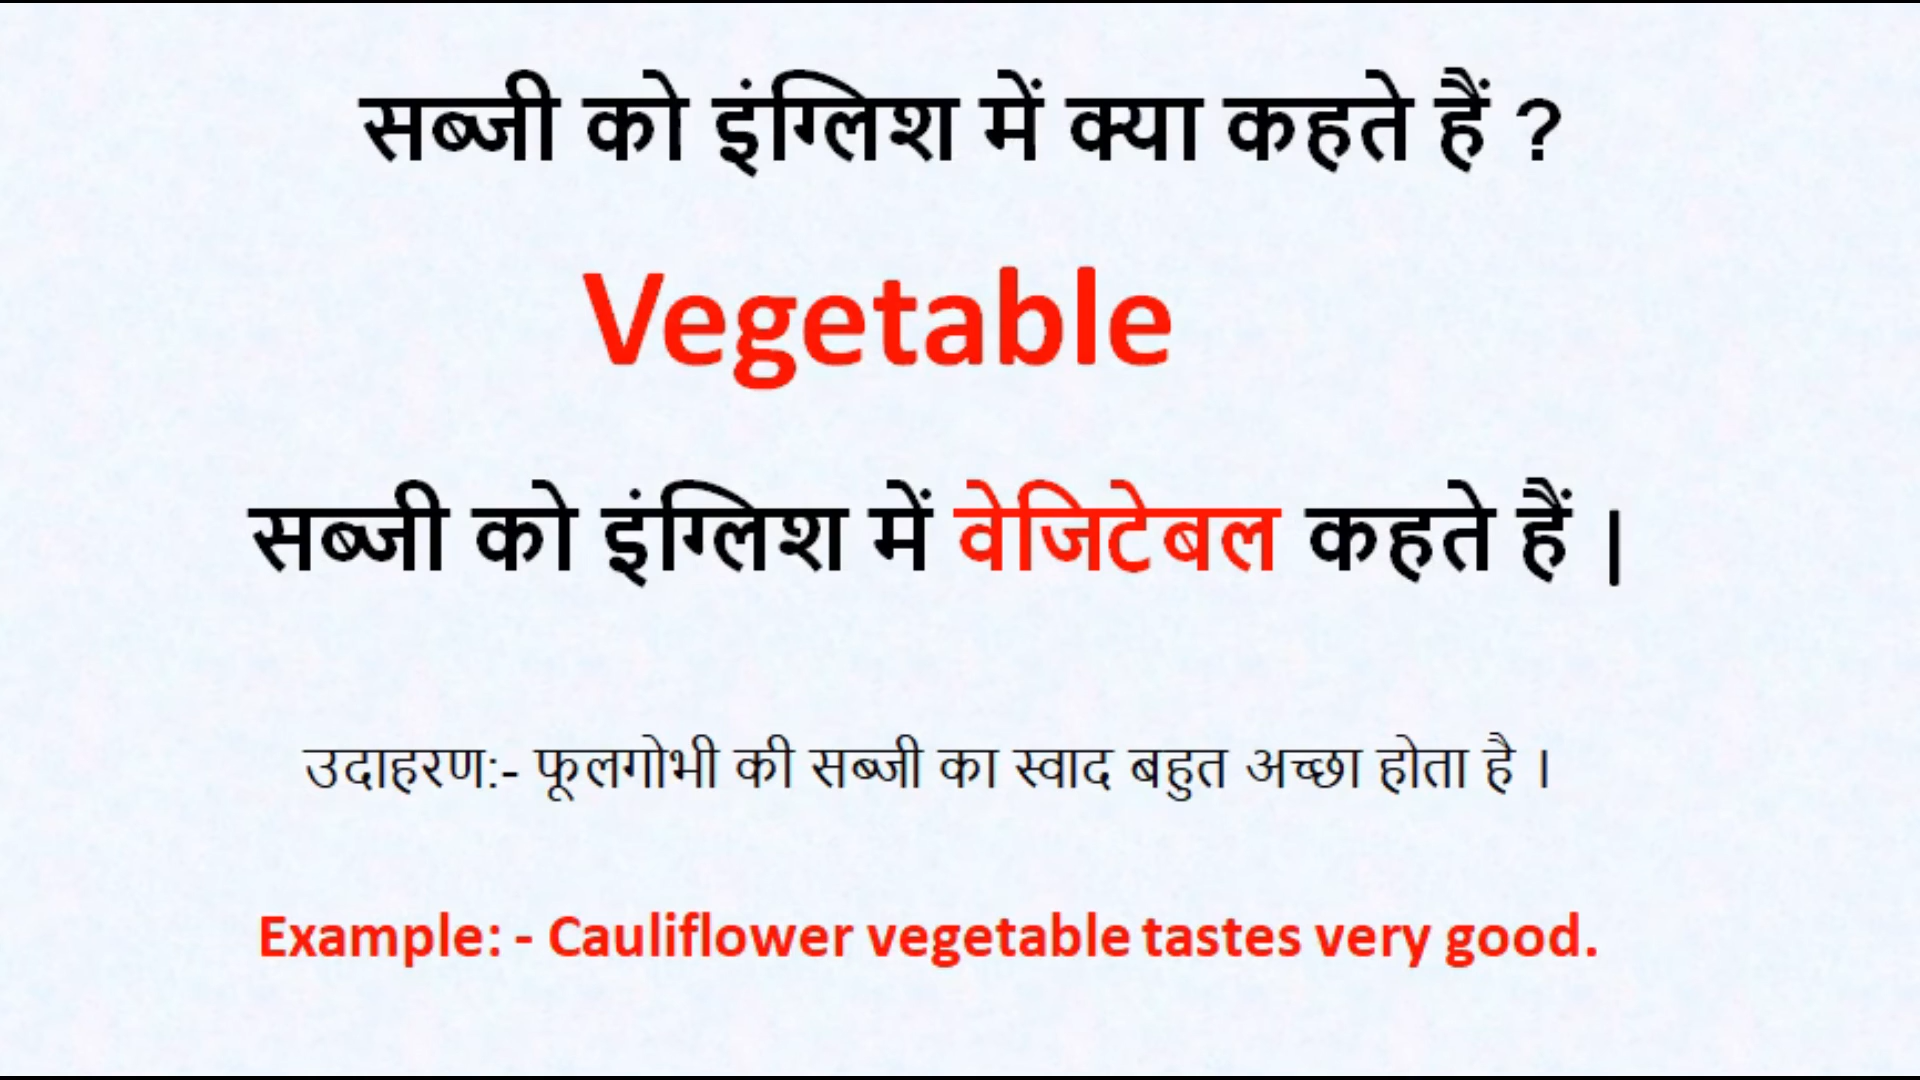 सब्जी को इंग्लिश में क्या कहते हैं ?
Vegetable
सब्जी को इंग्लिश में वेजिटेबल कहते हैं |
उदाहरण:- फूलगोभी की सब्जी का स्वाद बहुत अच्छा होता है ।
Example: - Cauliflower vegetable tastes very good.